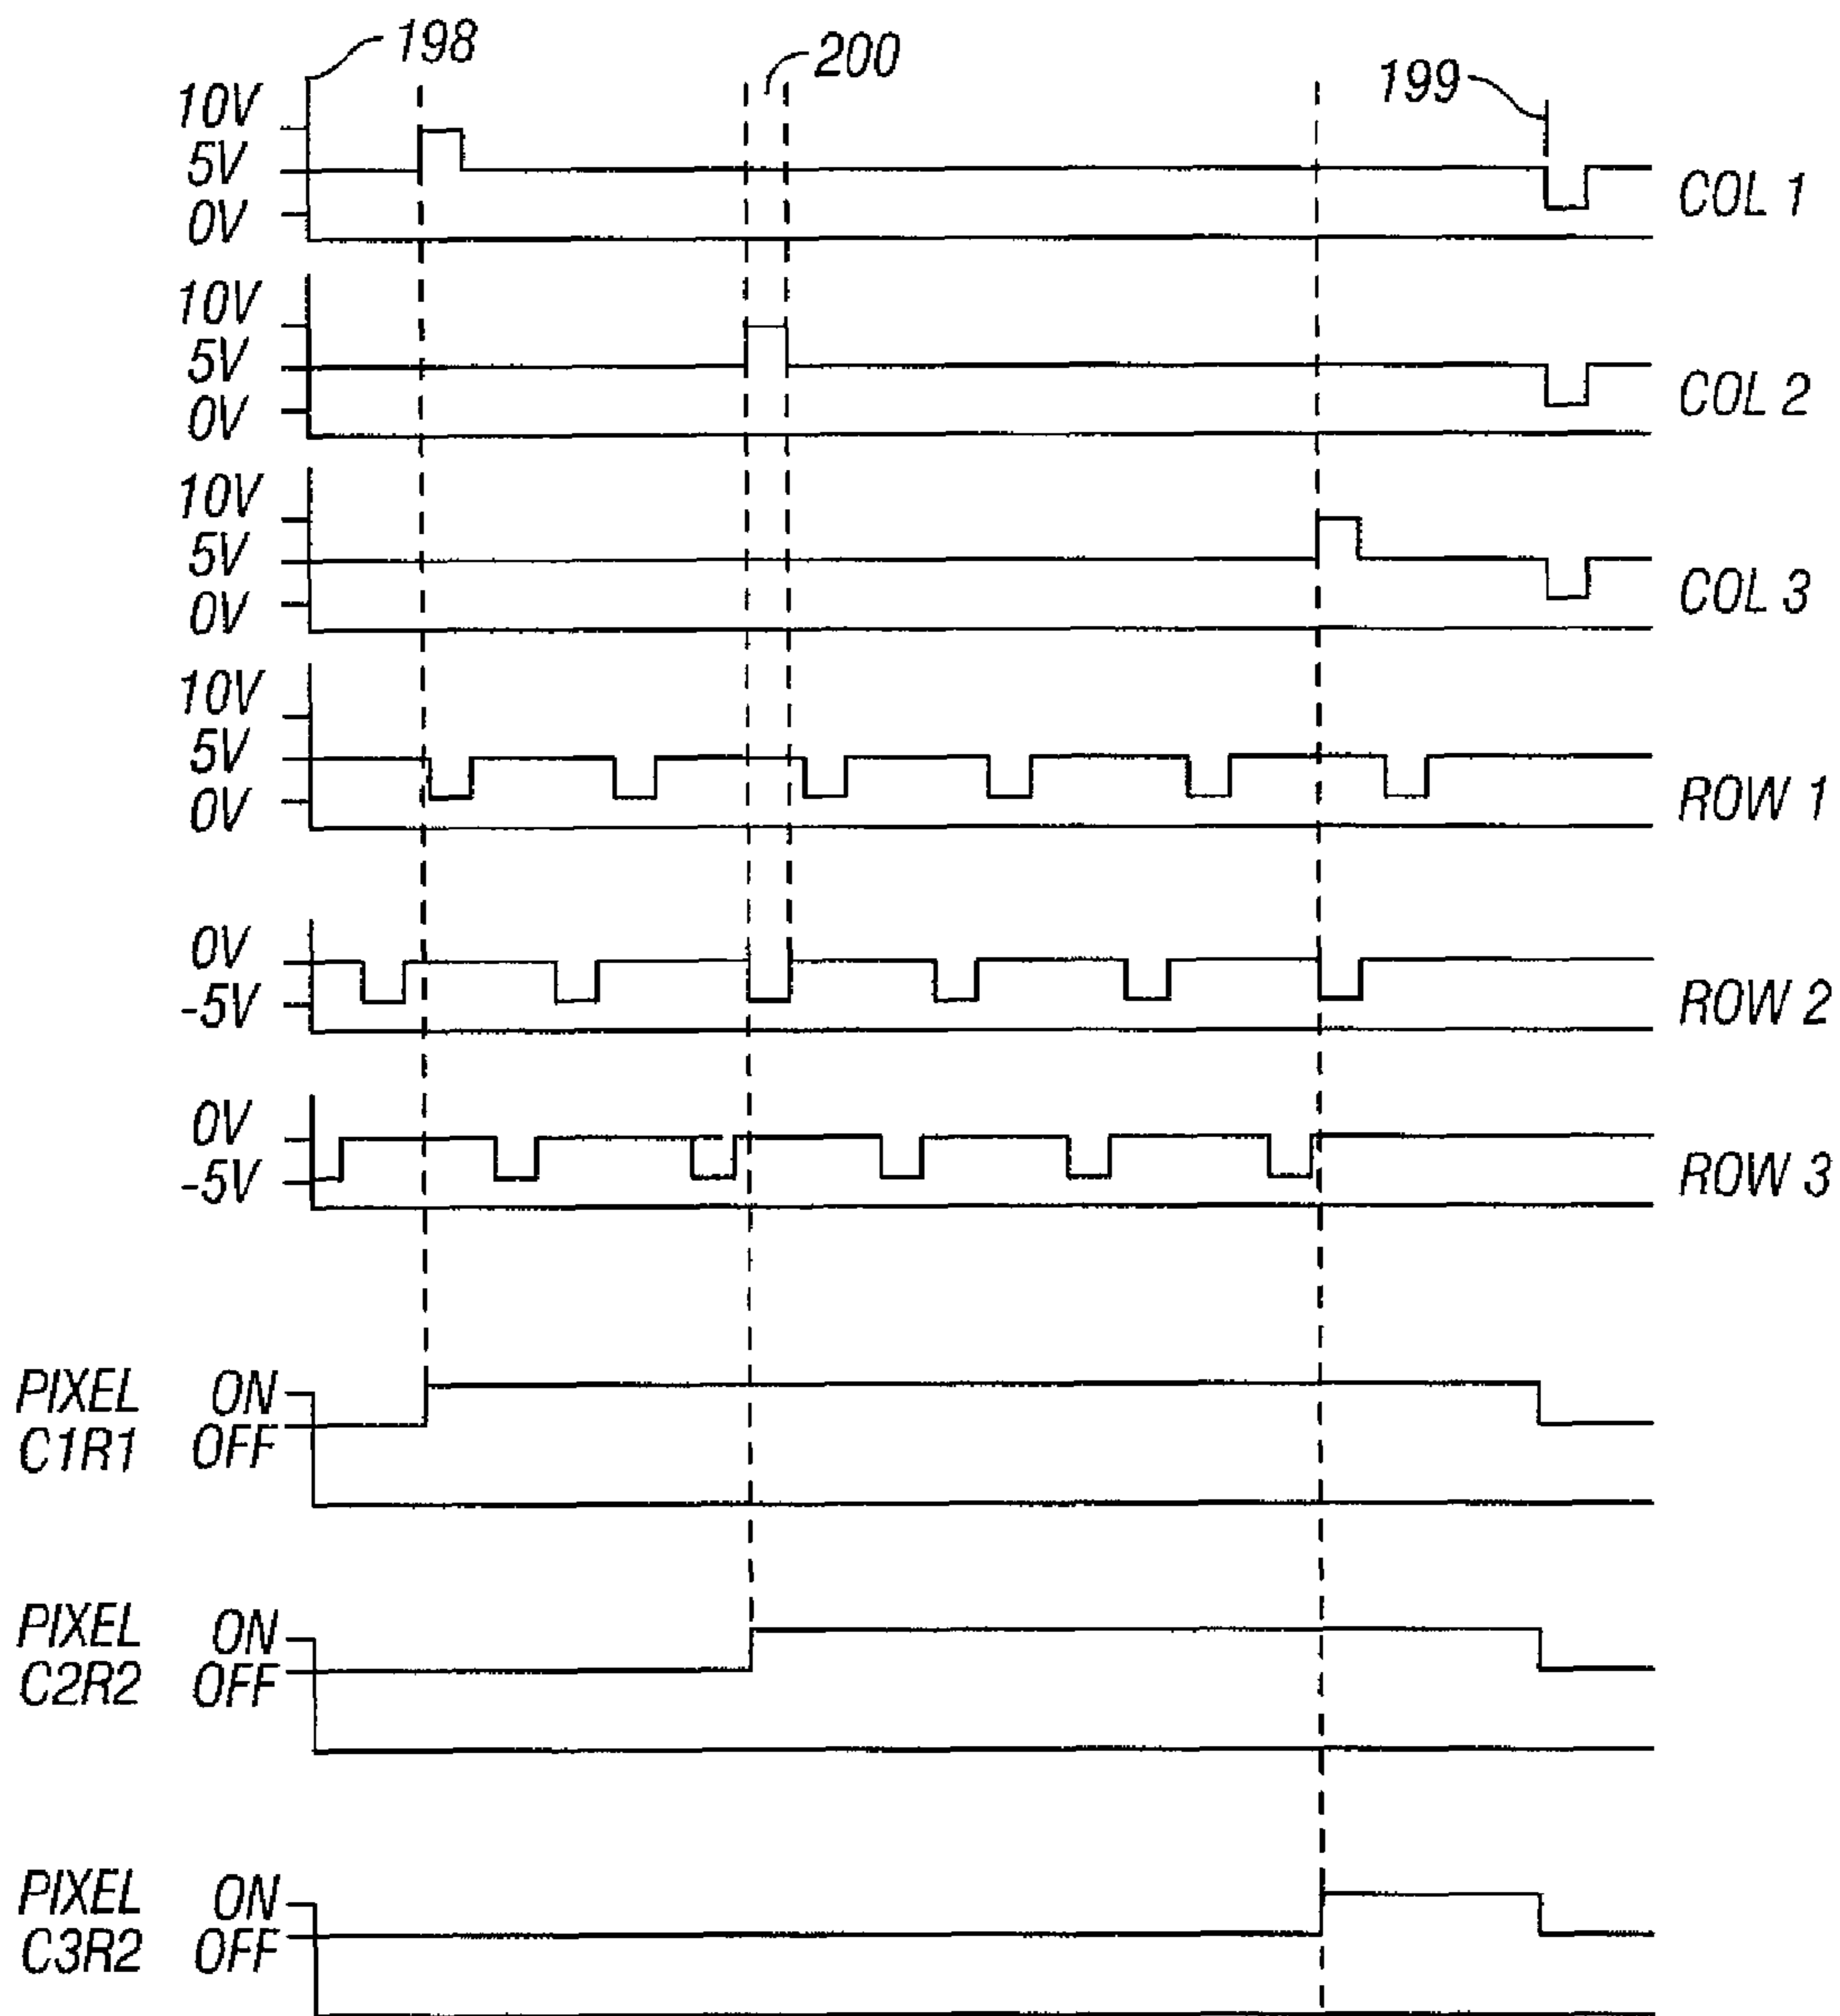 198
200
199
10V
5V
0V
COL 1
10V
5V
0V
COL 2
10V
5V
0V
COL 3
10V
5V
0V
ROW 1
0V
-5V
ROW 2
0V
-5V
ROW 3
PIXEL ON
C1R1 OFF
PIXEL ON
C2R2 OFF
PIXEL ON
C3R2 OFF